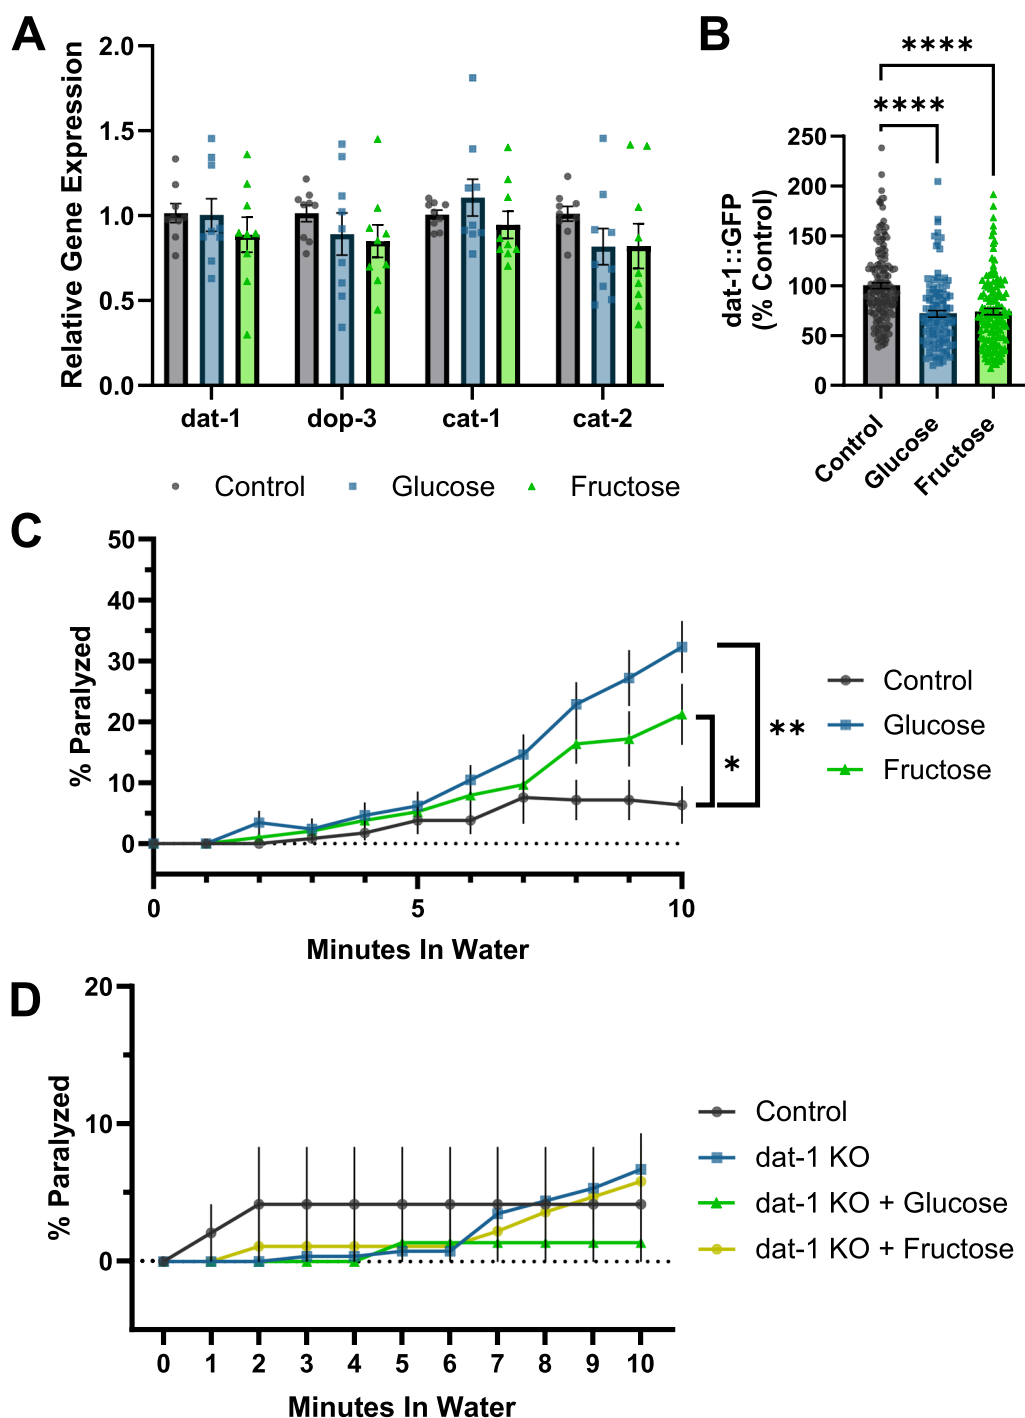 A
Relative Gene Expression
2.0
1.5
1.0
0.5
0.0
dat-1 dop-3 cat-1 cat-2
Control Glucose Fructose
B
dat-1::GFP
(% Control)
250
200
150
100
50
0
****
****
Control
Glucose
Fructose
C
% Paralyzed
50
40
30
20
10
0
0 5 10
Minutes In Water
*
**
Control
Glucose
Fructose
D
% Paralyzed
20
10
0
0 1 2 3 4 5 6 7 8 9 10
Minutes In Water
Control
dat-1 KO
dat-1 KO + Glucose
dat-1 KO + Fructose